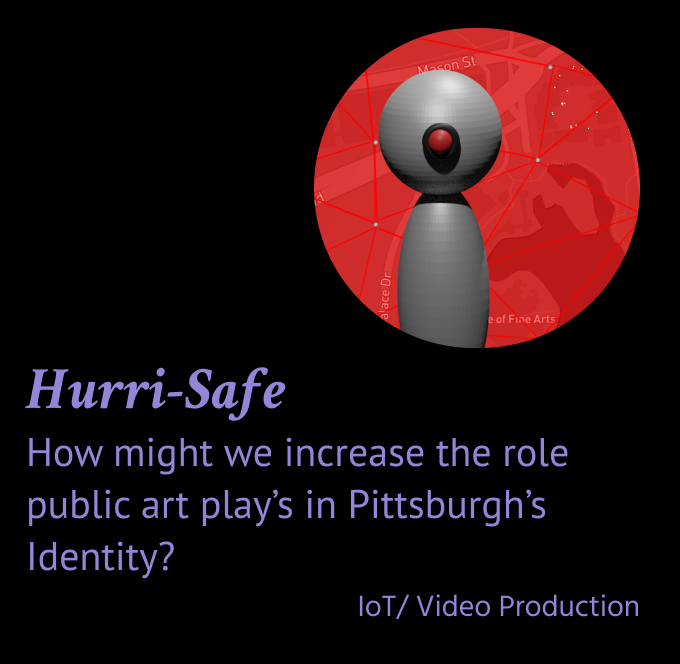 Mason St
d
alace Dr
e of Fine Arts
Hurri-Safe
How might we increase the role
public art play’s in Pittsburgh’s
Identity?
IoT/ Video Production